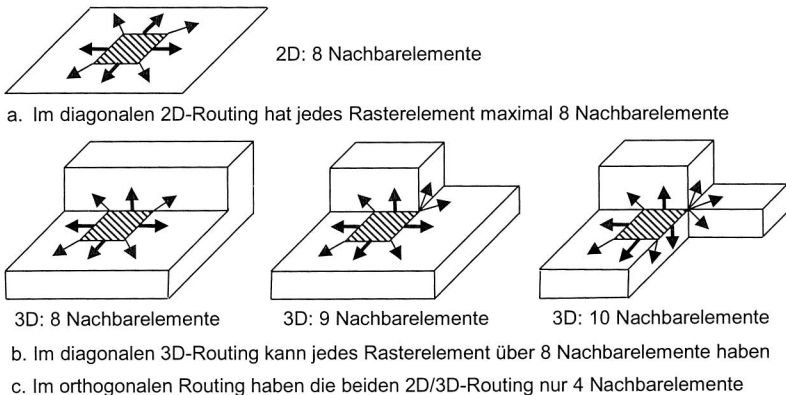 2D: 8 Nachbarelemente
a. Im diagonalen 2D-Routing hat jedes Rasterelement maximal 8 Nachbarelemente
3D: 8 Nachbarelemente
3D: 9 Nachbarelemente
3D: 10 Nachbarelemente
b. Im diagonalen 3D-Routing kann jedes Rasterelement über 8 Nachbarelemente haben
c. Im orthogonalen Routing haben die beiden 2D/3D-Routing nur 4 Nachbarelemente